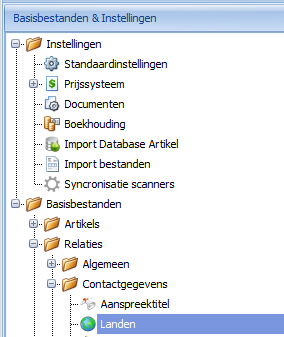 Basisbestanden & Instellingen
Instellingen
Standaardinstellingen
Prijssysteem
Documenten
Boekhouding
Import Database Artikel
Import bestanden
Syncronisatie scanners
Basisbestanden
Artikels
Relaties
Algemeen
Contactgegevens
Aanspreektitel
Landen